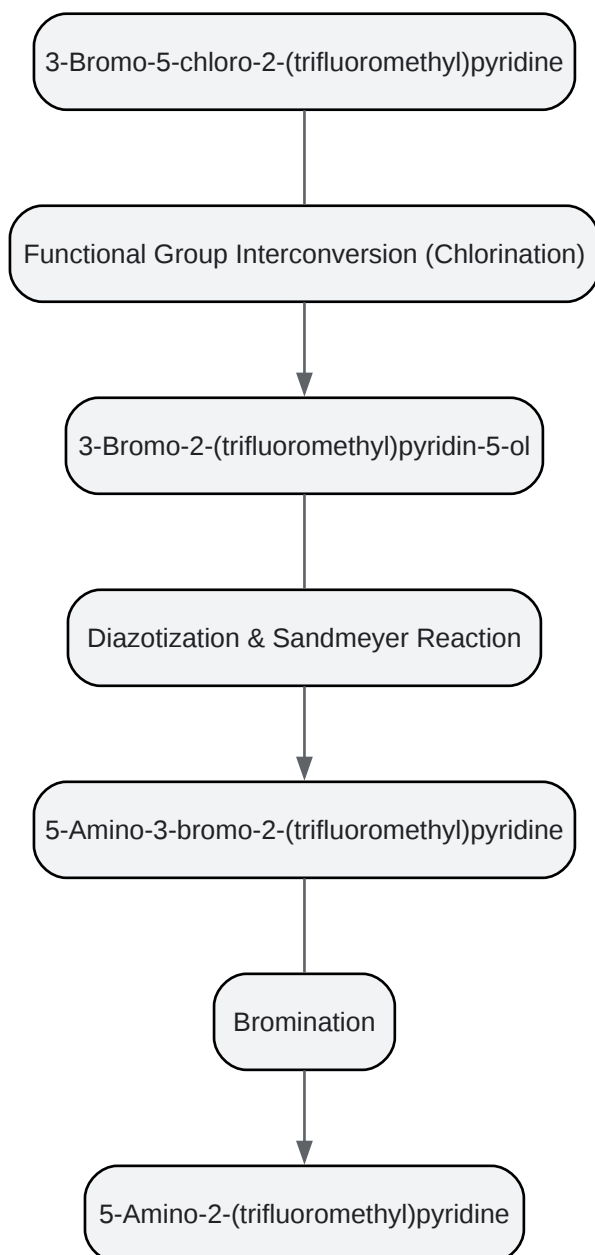 3-Bromo-5-chloro-2-(trifluoromethyl)pyridine
Functional Group Interconversion (Chlorination)
3-Bromo-2-(trifluoromethyl)pyridin-5-ol
Diazotization & Sandmeyer Reaction
5-Amino-3-bromo-2-(trifluoromethyl)pyridine
Bromination
5-Amino-2-(trifluoromethyl)pyridine